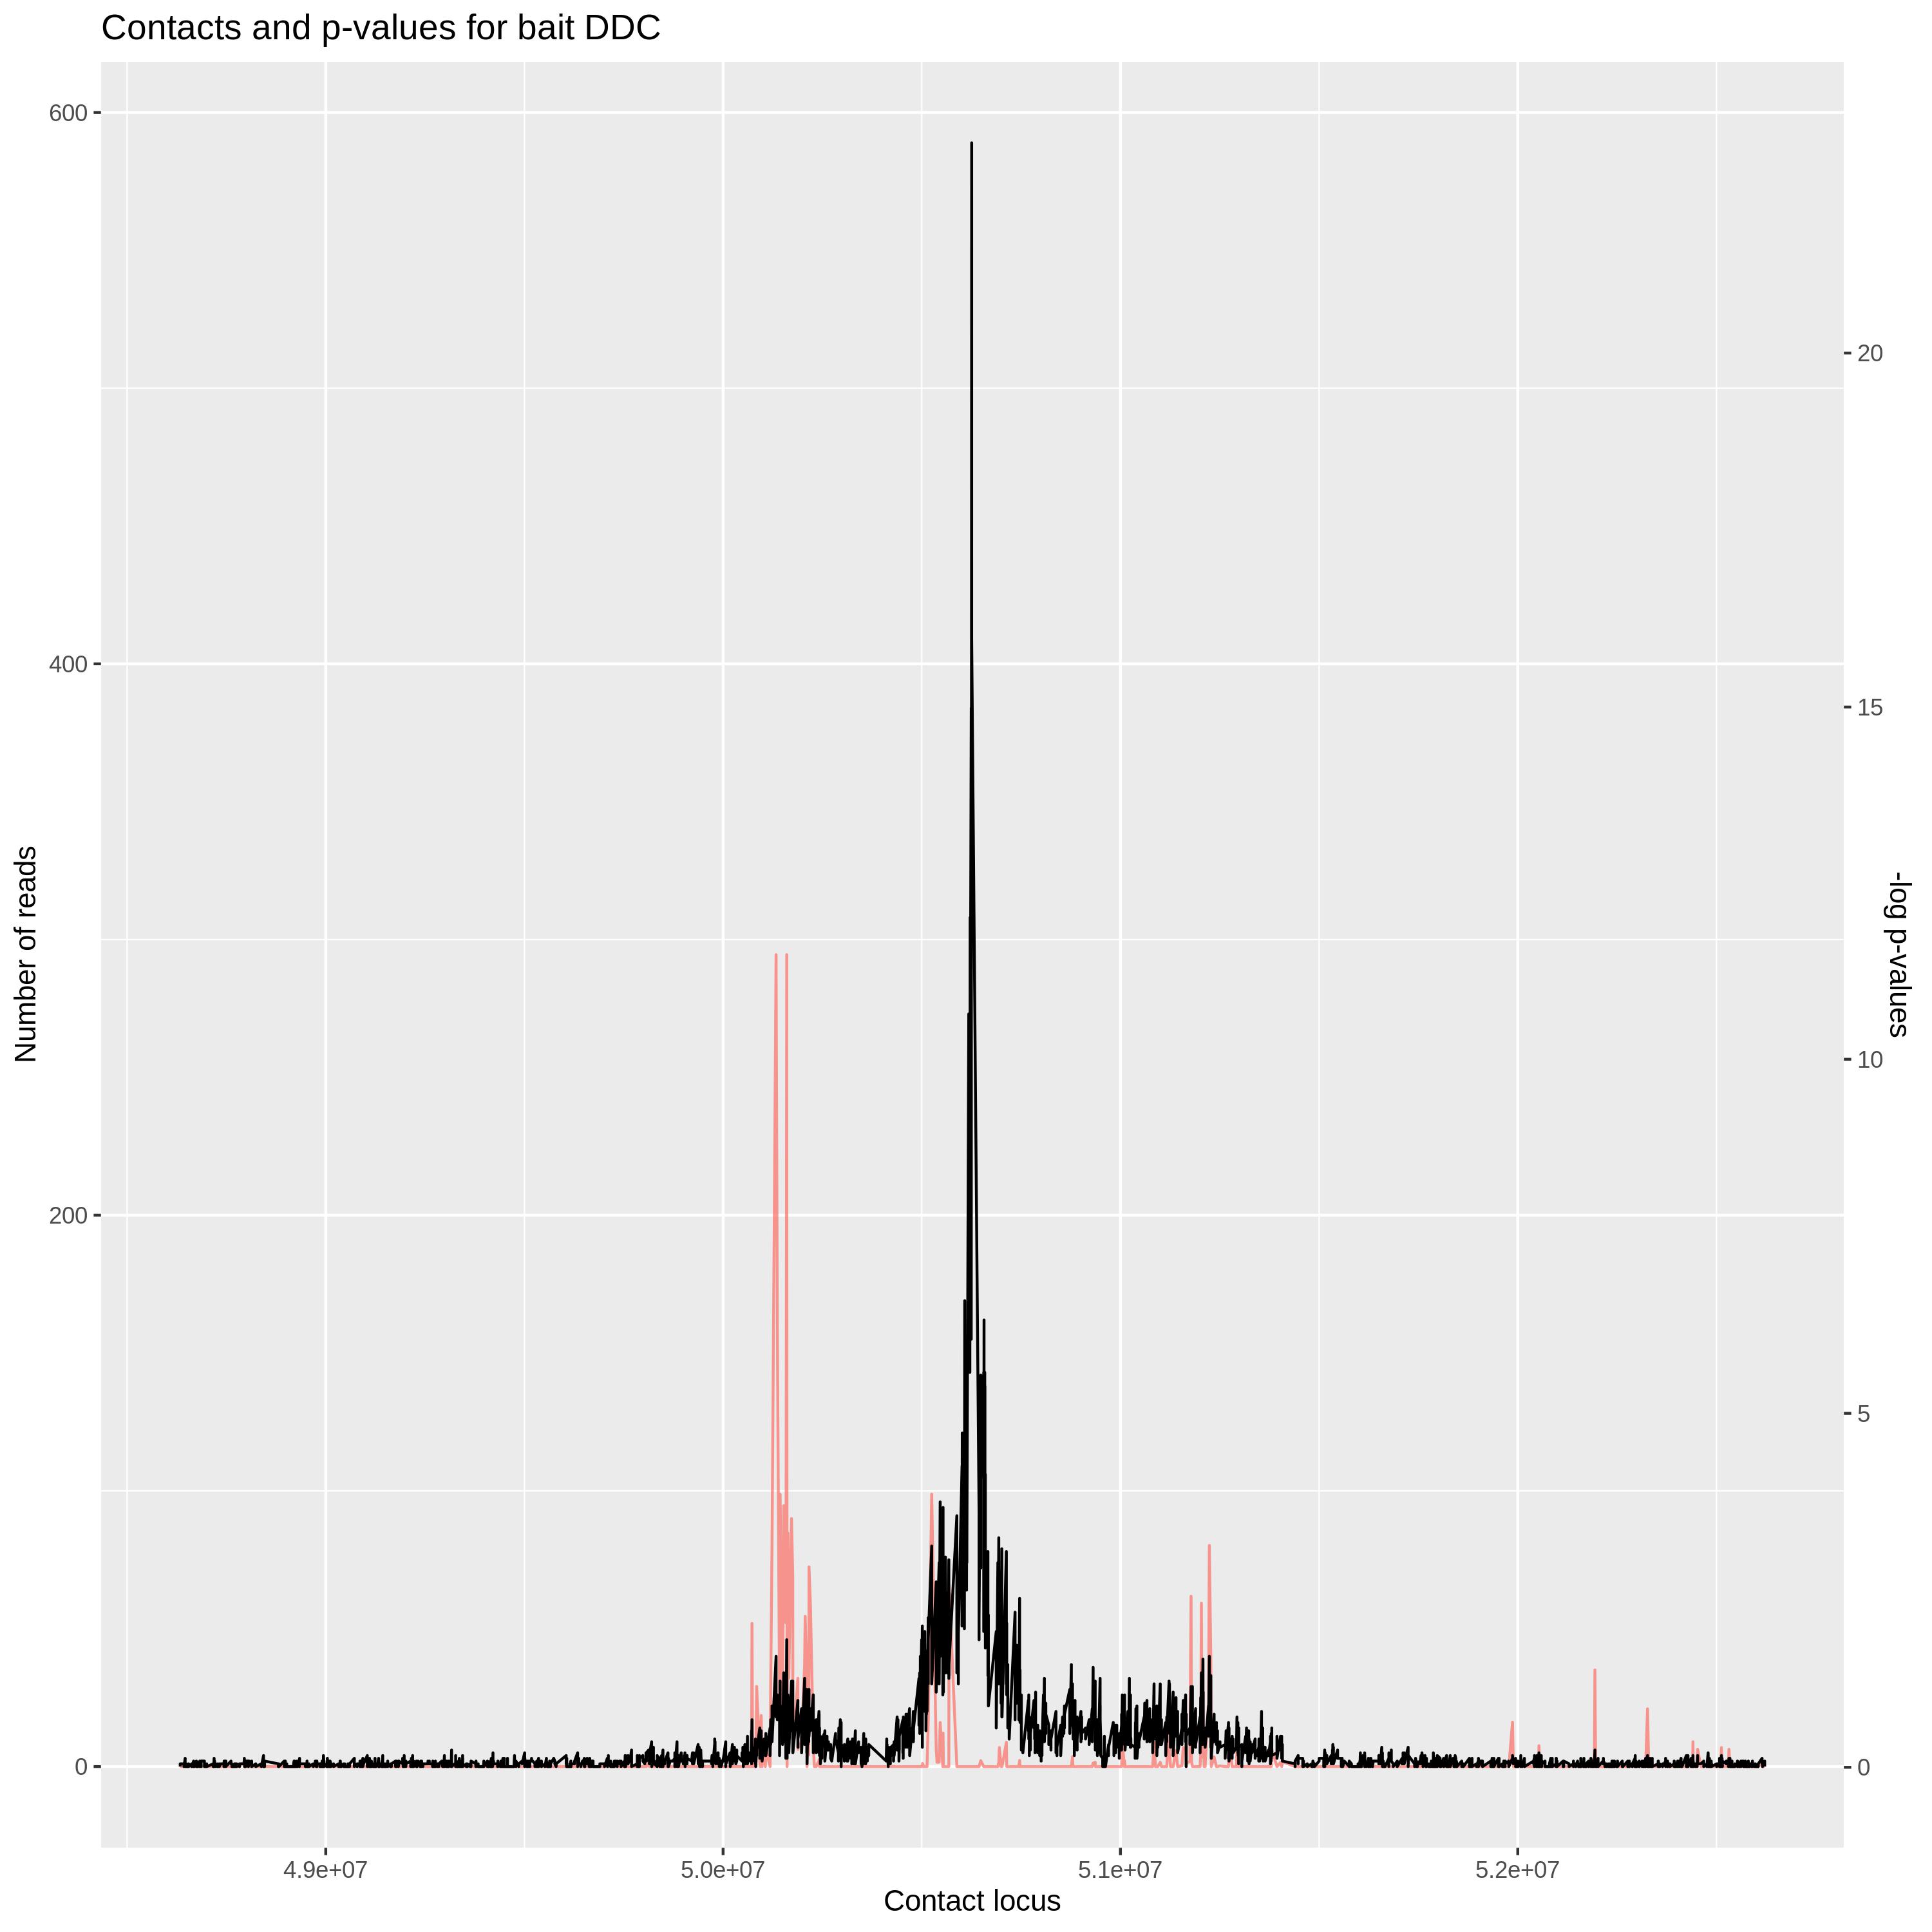 Contacts and p-values for bait DDC
600
400
200
0
Number of reads
20
15
10
5
0
-log p-values
4.9e+07
5.0e+07
5.1e+07
5.2e+07
Contact locus